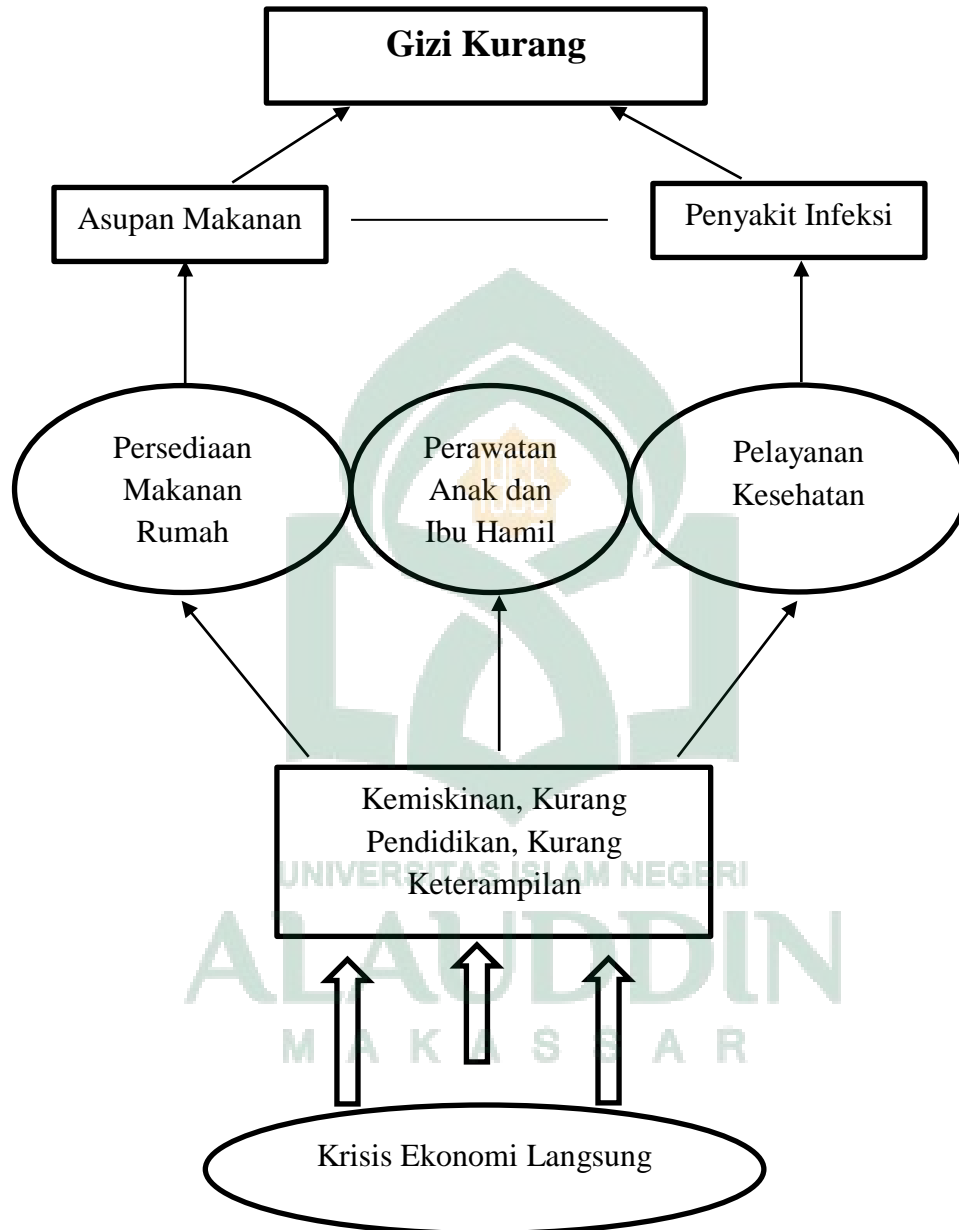 Gizi Kurang
Asupan Makanan
Penyakit Infeksi
Persediaan
Makanan
Rumah
Perawatan
Anak dan
Ibu Hamil
Pelayanan
Kesehatan
Kemiskinan, Kurang
Pendidikan, Kurang
Keterampilan
UNIVERSITAS ISLAM NEGERI
ALAUDDIN
MAKASSAR
Krisis Ekonomi Langsung